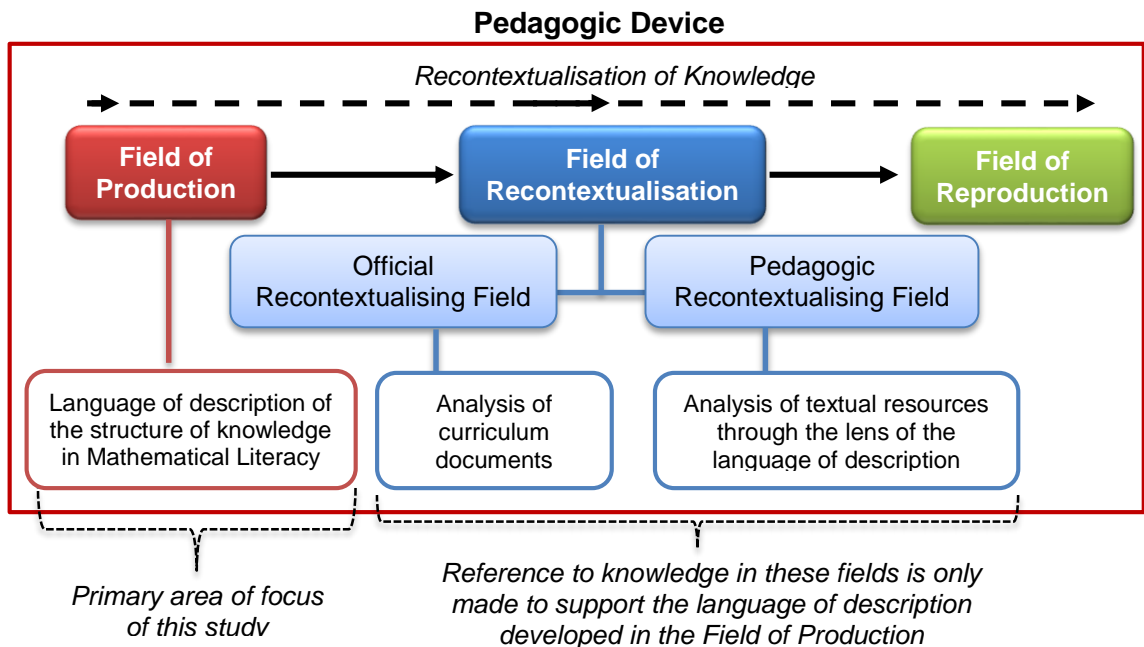 Pedagogic Device
Recontextualisation of Knowledge
Field of
Production
Field of
Recontextualisation
Field of
Reproduction
Official
Recontextualising Field
Pedagogic
Recontextualising Field
Language of description of
the structure of knowledge
in Mathematical Literacy
Analysis of
curriculum
documents
Analysis of textual resources
through the lens of the
language of description
Primary area of focus
of this study
Reference to knowledge in these fields is only
made to support the language of description
developed in the Field of Production